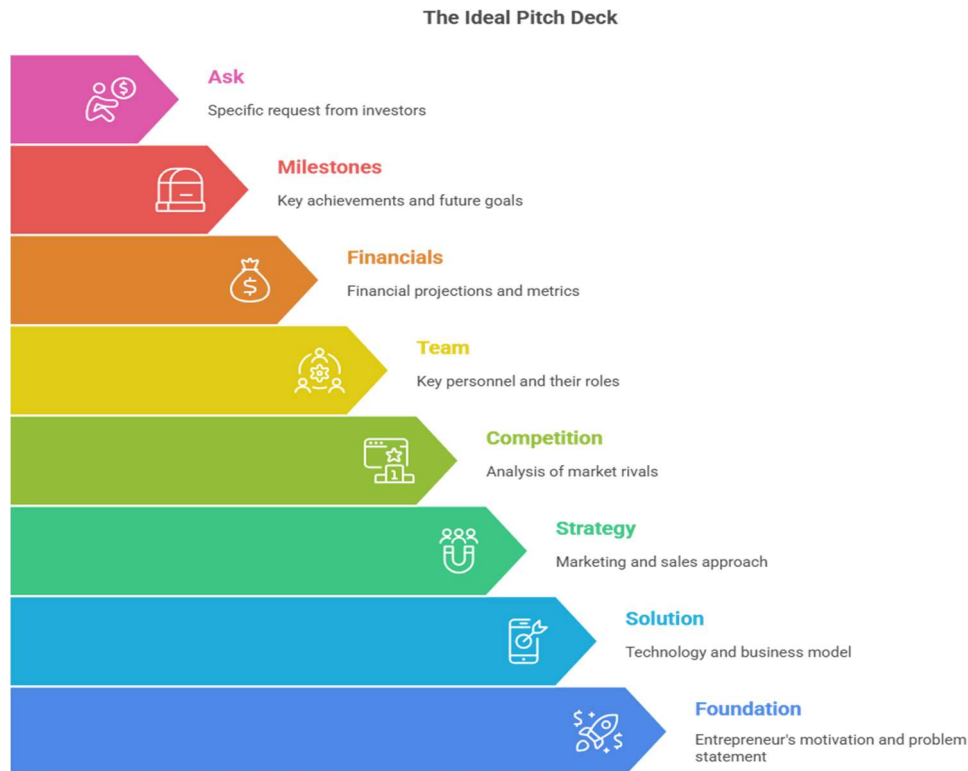 The Ideal Pitch Deck
Ask
Specific request from investors
Milestones
Key achievements and future goals
Financials
Financial projections and metrics
Team
Key personnel and their roles
Competition
Analysis of market rivals
1
Strategy
Marketing and sales approach
Solution
Technology and business model
Foundation
Entrepreneur's motivation and problem
statement